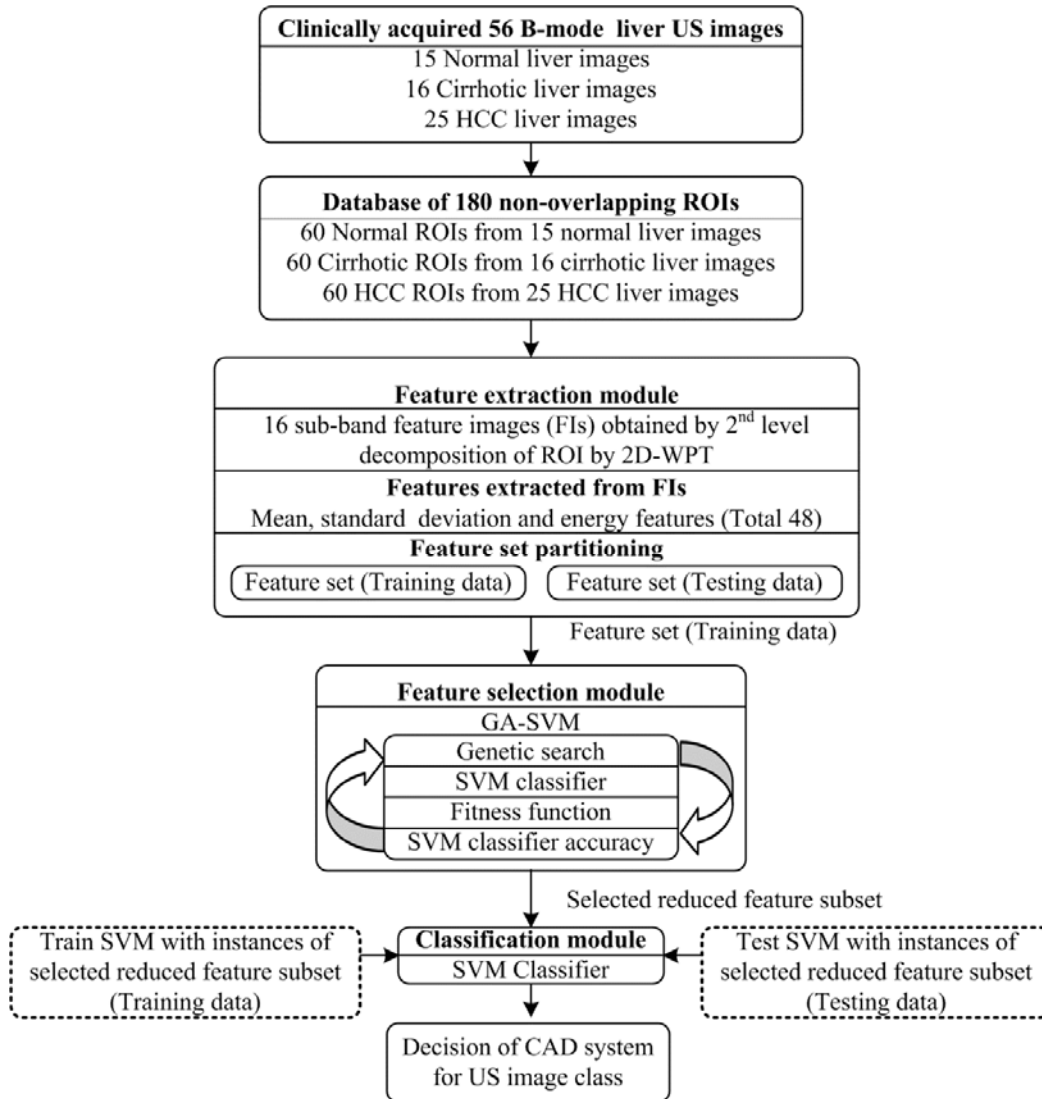 Clinically acquired 56 B-mode liver US images
15 Normal liver images
16 Cirrhotic liver images
25 HCC liver images
Database of 180 non-overlapping ROIs
60 Normal ROIs from 15 normal liver images
60 Cirrhotic ROIs from 16 cirrhotic liver images
60 HCC ROIs from 25 HCC liver images
Feature extraction module
16 sub-band feature images (FIs) obtained by 2nd level
decomposition of ROI by 2D-WPT
Features extracted from FIs
Mean, standard deviation and energy features (Total 48)
Feature set partitioning
Feature set (Training data)
Feature set (Testing data)
Feature set (Training data)
Feature selection module
GA-SVM
Genetic search
SVM classifier
Fitness function
SVM classifier accuracy
Selected reduced feature subset
Train SVM with instances of
selected reduced feature subset
(Training data)
Classification module
SVM Classifier
Test SVM with instances of
selected reduced feature subset
(Testing data)
Decision of CAD system
for US image class